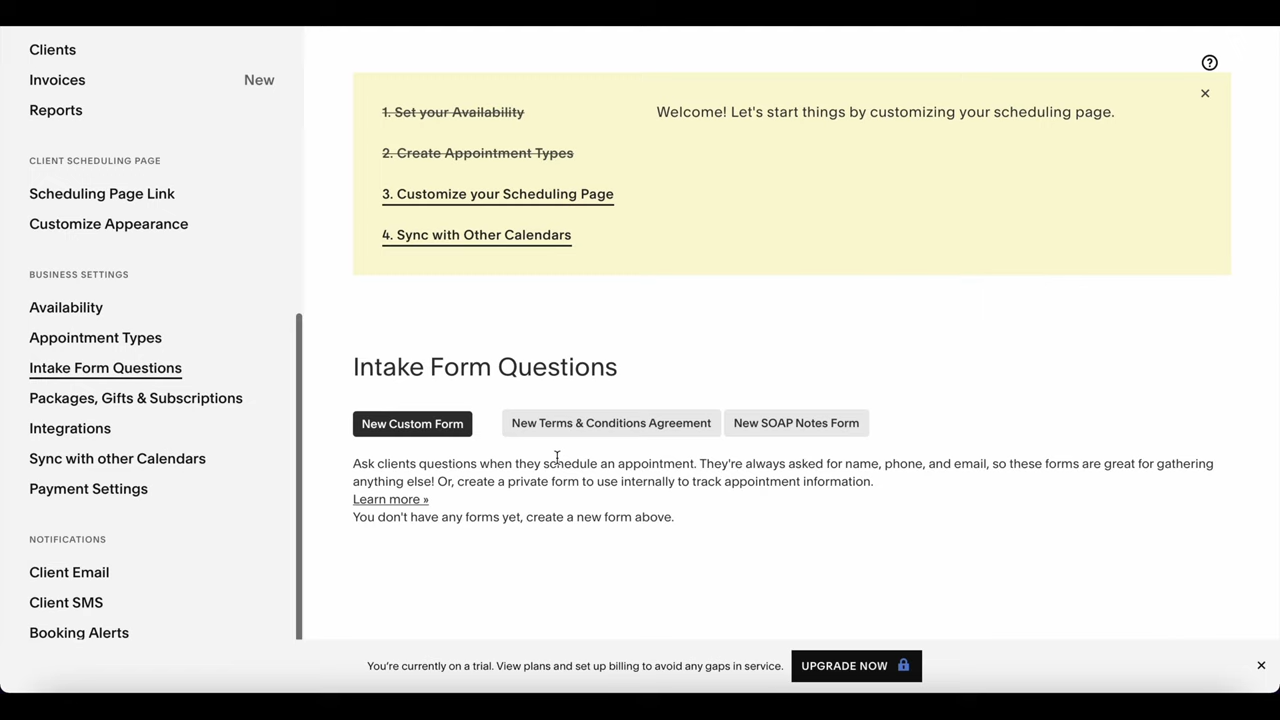 Clients
Invoices New
Reports
CLIENT SCHEDULING PAGE
Scheduling Page Link
Customize Appearance
BUSINESS SETTINGS
Availability
Appointment Types
Intake Form Questions
Packages, Gifts & Subscriptions
Integrations
Sync with other Calendars
Payment Settings
NOTIFICATIONS
Client Email
Client SMS
Booking Alerts
1. Set your Availability
2. Create Appointment Types
3. Customize your Scheduling Page
4. Sync with Other Calendars
Welcome! Let's start things by customizing your scheduling page.
Intake Form Questions
New Custom Form New Terms & Conditions Agreement New SOAP Notes Form
Ask clients questions when they schedule an appointment. They're always asked for name, phone, and email, so these forms are great for gathering
anything else! Or, create a private form to use internally to track appointment information.
Learn more »
You don't have any forms yet, create a new form above.
You're currently on a trial. View plans and set up billing to avoid any gaps in service. UPGRADE NOW